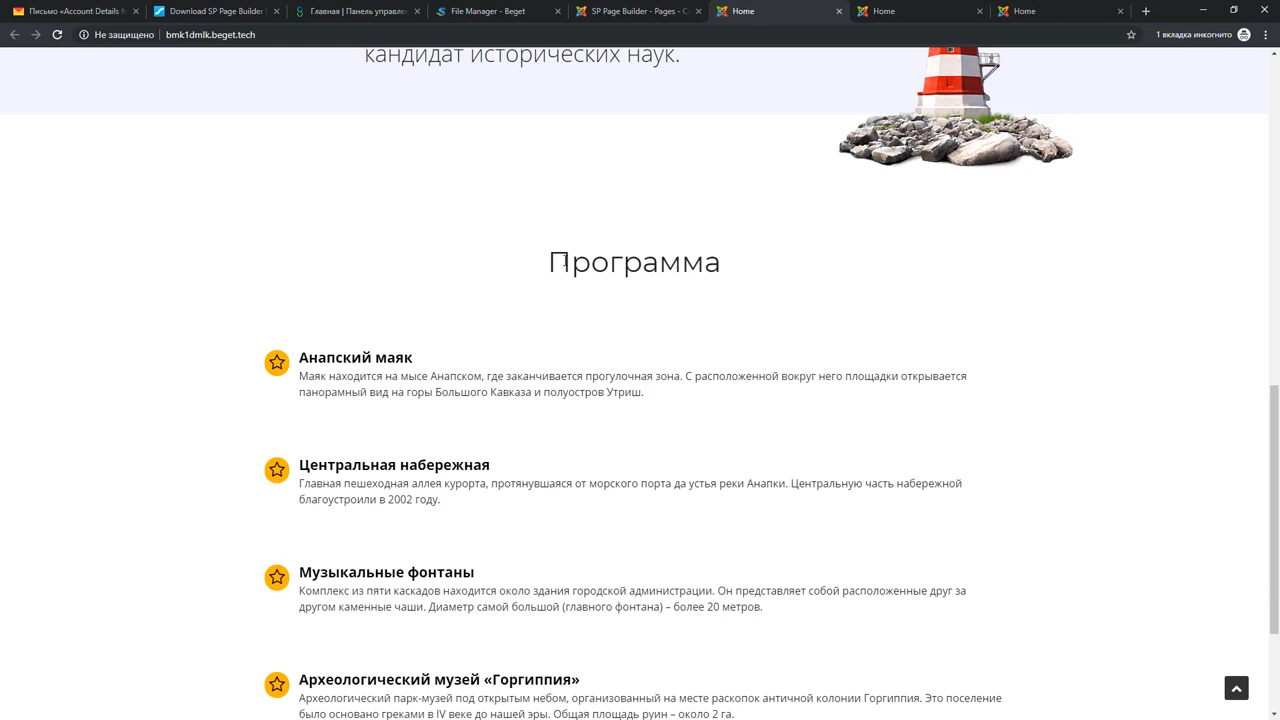 Письмо «Account Details for
Download SP Page Builder
Главная | Панель управле
File Manager - Beget
SP Page Builder - Pages - C
Home
Home
Home
Не защищено
bmk1dmlk.beget.tech
1 вкладка инкогнито
кандидат исторических наук.
Программа
Анапский маяк
Маяк находится на мысе Анапском, где заканчивается прогулочная зона. С расположенной вокруг него площадки открывается
панорамный вид на горы Большого Кавказа и полуостров Утриш.
Центральная набережная
Главная пешеходная аллея курорта, протянувшаяся от морского порта да устья реки Анапки. Центральную часть набережной
благоустроили в 2002 году.
Музыкальные фонтаны
Комплекс из пяти каскадов находится около здания городской администрации. Он представляет собой расположенные друг за
другом каменные чаши. Диаметр самой большой (главного фонтана) – более 20 метров.
Археологический музей «Горгиппия»
Археологический парк-музей под открытым небом, организованный на месте раскопок античной колонии Горгиппия. Это поселение
было основано греками в IV веке до нашей эры. Общая площадь руин – около 2 га.